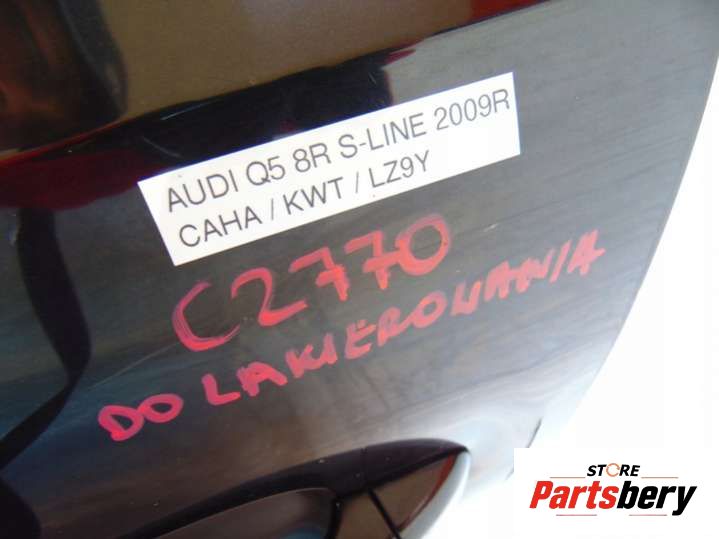 AUDI Q5 8R S-LINE 2009R
CAHA / KWT / LZ9Y
C2770
DO LAKIEROWANIA
STORE
Partsbery